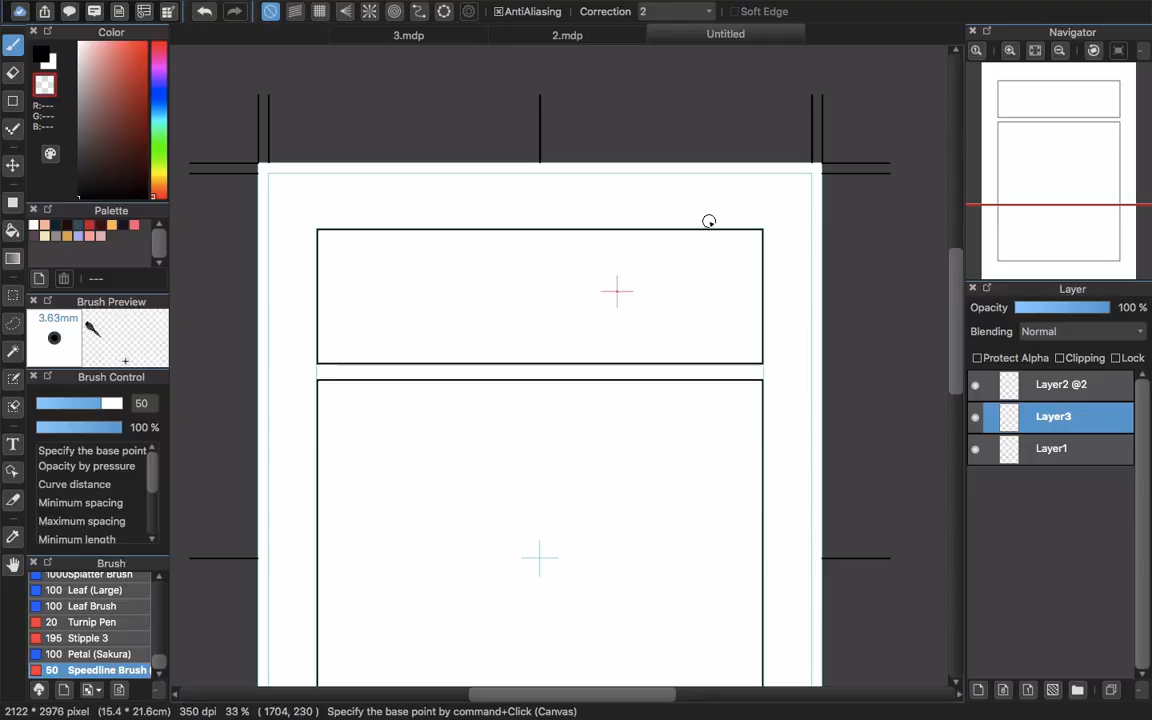 AntiAliasing Correction 2 Soft Edge
3.mdp 2.mdp Untitled
Color
R:---
G:---
B:---
Palette
---
Brush Preview
3.63mm
Brush Control
50
100 %
Specify the base point
Opacity by pressure
Curve distance
Minimum spacing
Maximum spacing
Minimum length
Brush
1000Splatter Brush
100 Leaf (Large)
100 Leaf Brush
20 Turnip Pen
195 Stipple 3
100 Petal (Sakura)
50 Speedline Brush (
Navigator
Layer
Opacity 100 %
Blending Normal
Protect Alpha Clipping Lock
Layer2 @2
Layer3
Layer1
2122 * 2976 pixel (15.4 * 21.6cm) 350 dpi 33 % ( 1704, 230 ) Specify the base point by command+Click (Canvas)